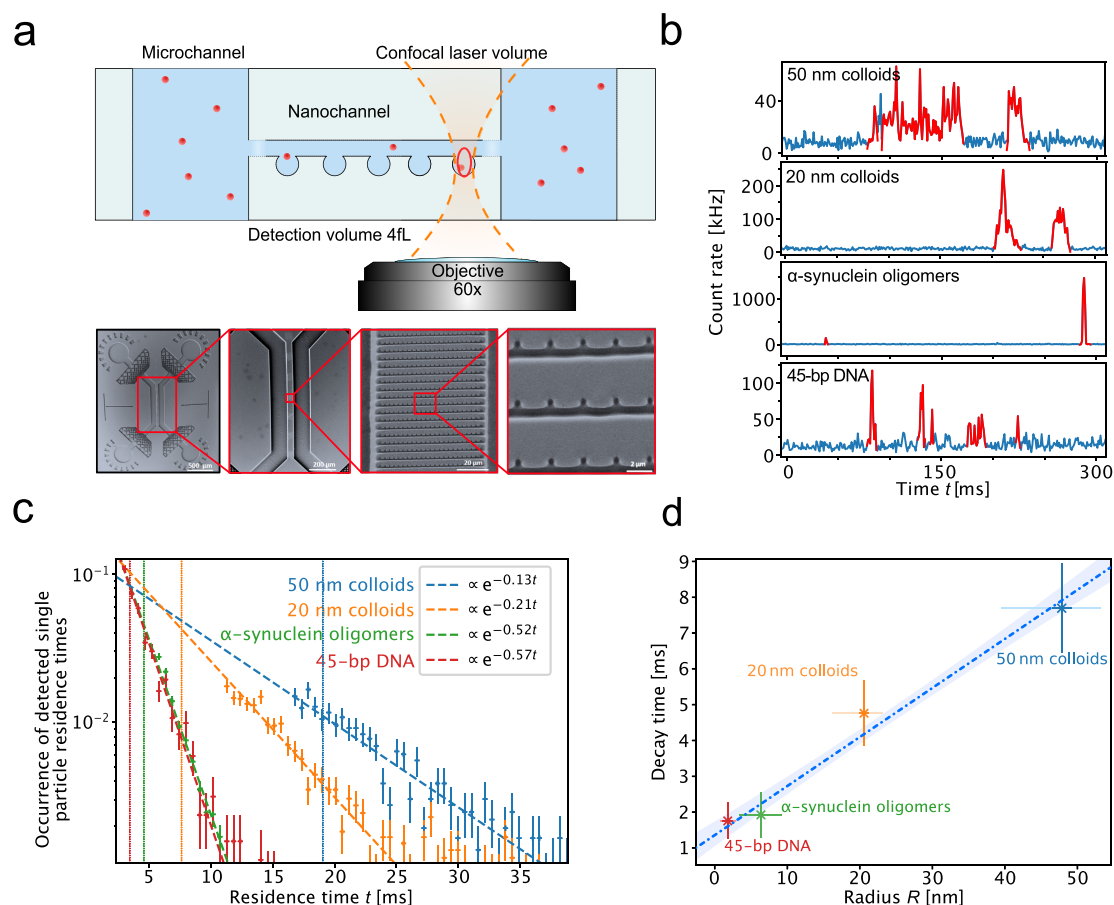 a
Microchannel
Confocal laser volume
Nanochannel
Detection volume 4fL
Objective
60x
500 µm
200 µm
20 µm
2 µm
b
50 nm colloids
40
0
20 nm colloids
200
100
0
α-synuclein oligomers
1000
0
45-bp DNA
100
50
0
0
150
300
Count rate [kHz]
Time t [ms]
c
50 nm colloids
20 nm colloids
α-synuclein oligomers
45-bp DNA
∝ e^−0.13t
∝ e^−0.21t
∝ e^−0.52t
∝ e^−0.57t
10^−1
10^−2
5
10
15
20
25
30
35
Occurrence of detected single
particle residence times
Residence time t [ms]
d
9
8
7
6
5
4
3
2
1
20 nm colloids
50 nm colloids
α-synuclein oligomers
45-bp DNA
0
10
20
30
40
50
Decay time [ms]
Radius R [nm]